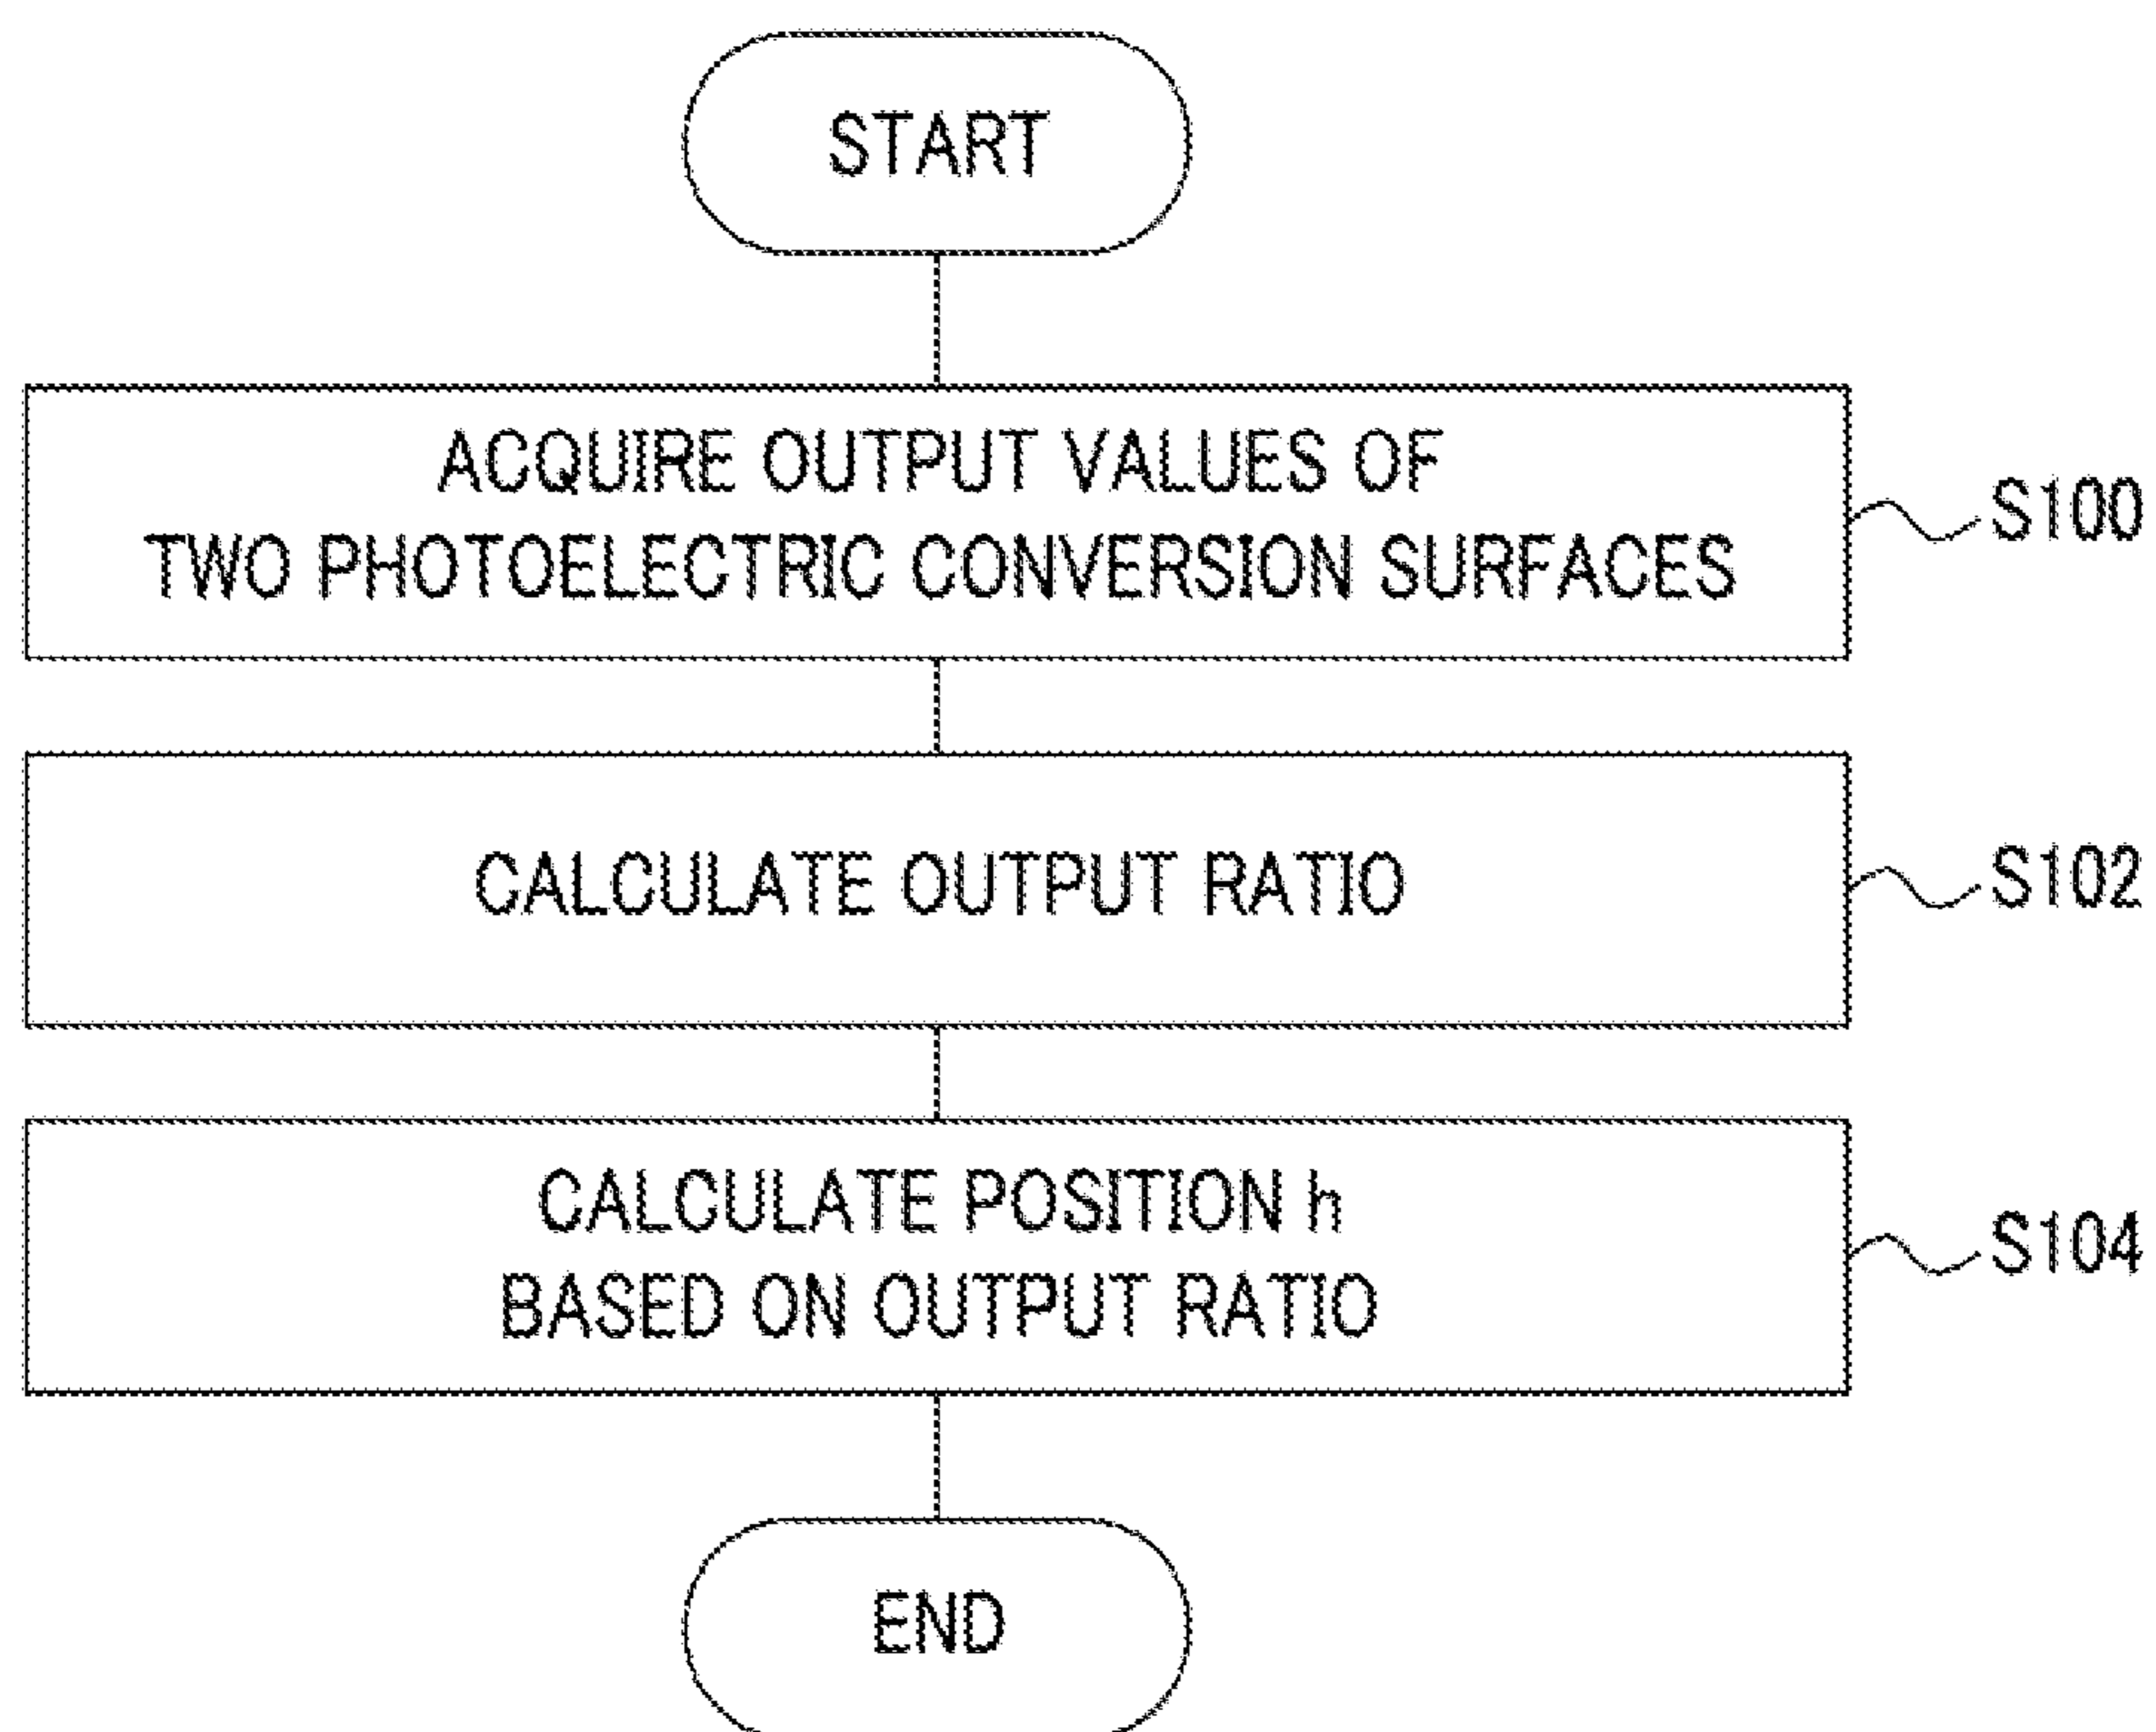 START
ACQUIRE OUTPUT VALUES OF
TWO PHOTOELECTRIC CONVERSION SURFACES
S100
CALCULATE OUTPUT RATIO
S102
CALCULATE POSITION h
BASED ON OUTPUT RATIO
S104
END